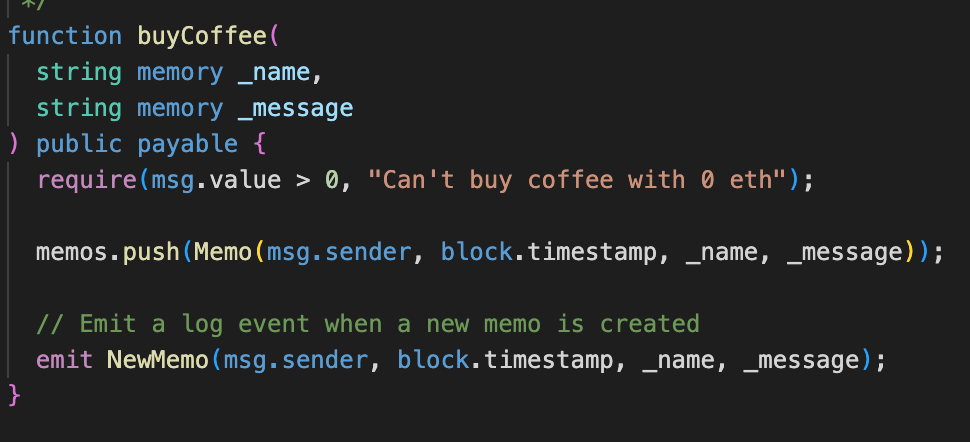 */
function buyCoffee(
  string memory _name,
  string memory _message
) public payable {
  require(msg.value > 0, "Can't buy coffee with 0 eth");

  memos.push(Memo(msg.sender, block.timestamp, _name, _message));

  // Emit a log event when a new memo is created
  emit NewMemo(msg.sender, block.timestamp, _name, _message);
}